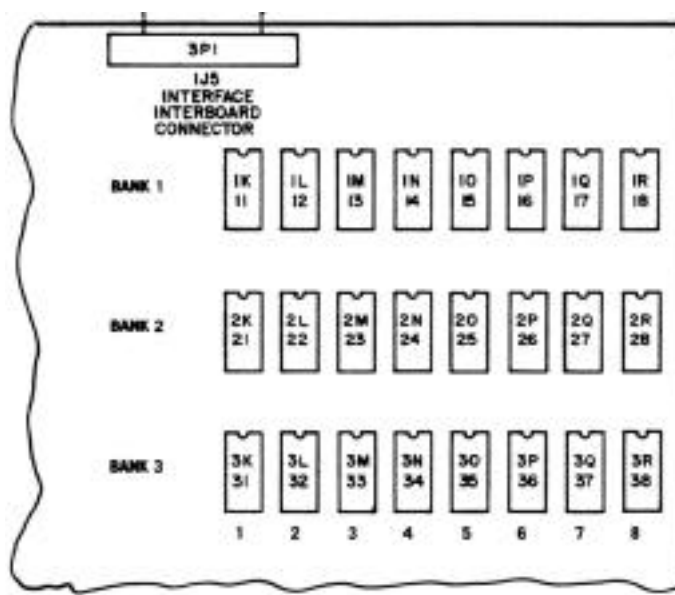 3P1
1J5
INTERFACE
INTERBOARD
CONNECTOR
BANK 1
1K 1L 1M 1N 1O 1P 1Q 1R
11 12 13 14 15 16 17 18
BANK 2
2K 2L 2M 2N 2O 2P 2Q 2R
21 22 23 24 25 26 27 28
BANK 3
3K 3L 3M 3N 3O 3P 3Q 3R
31 32 33 34 35 36 37 38
1 2 3 4 5 6 7 8